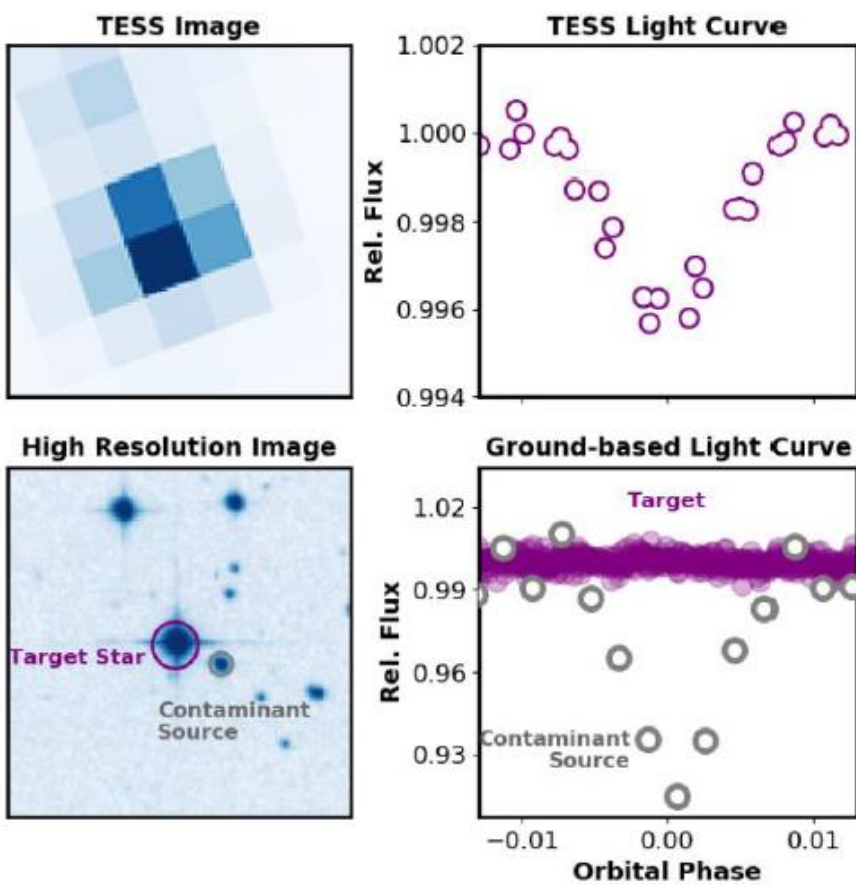 TESS Image
TESS Light Curve
1.002
1.000
0.998
0.996
0.994
Rel. Flux
High Resolution Image
Target Star
Contaminant
Source
Ground-based Light Curve
Target
1.02
0.99
0.96
0.93
Rel. Flux
Contaminant
Source
−0.01
0.00
0.01
Orbital Phase